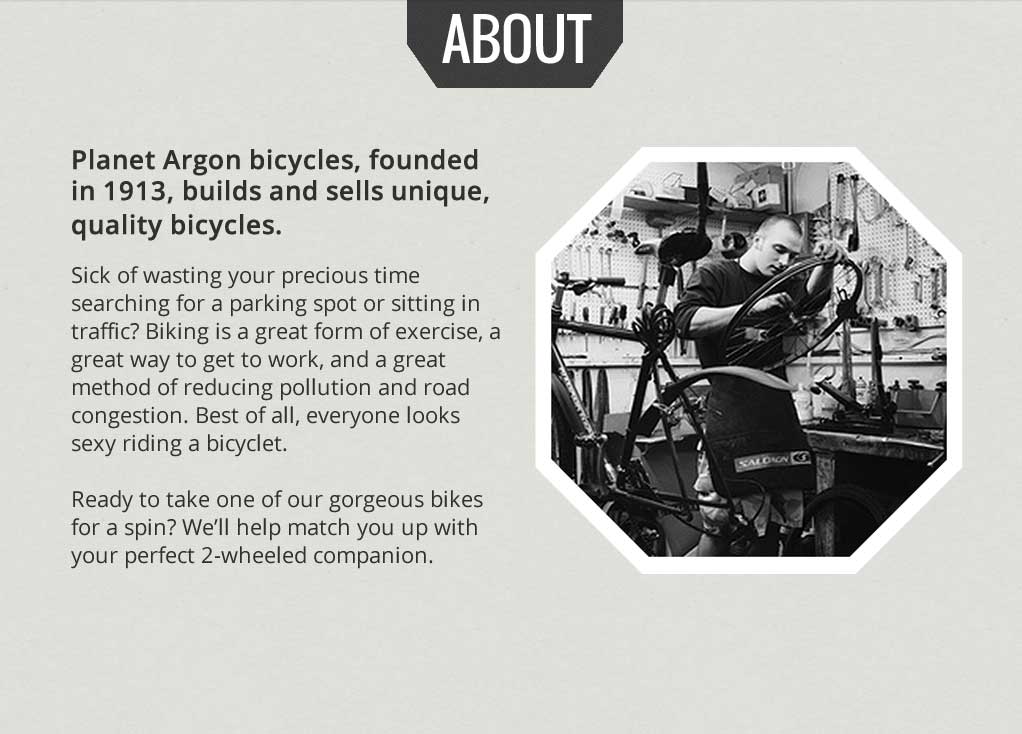 ABOUT
Planet Argon bicycles, founded
in 1913, builds and sells unique,
quality bicycles.
Sick of wasting your precious time
searching for a parking spot or sitting in
traffic? Biking is a great form of exercise, a
great way to get to work, and a great
method of reducing pollution and road
congestion. Best of all, everyone looks
sexy riding a bicyclet.
Ready to take one of our gorgeous bikes
for a spin? We’ll help match you up with
your perfect 2-wheeled companion.